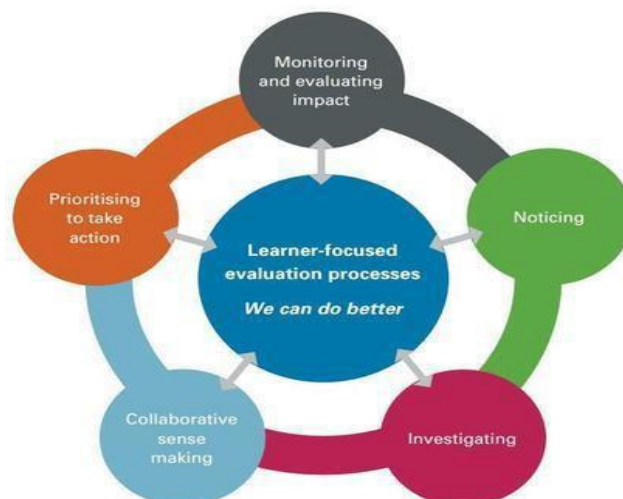 Monitoring
and evaluating
impact
Prioritising
to take
action
Noticing
Learner-focused
evaluation processes
We can do better
Collaborative
sense
making
Investigating